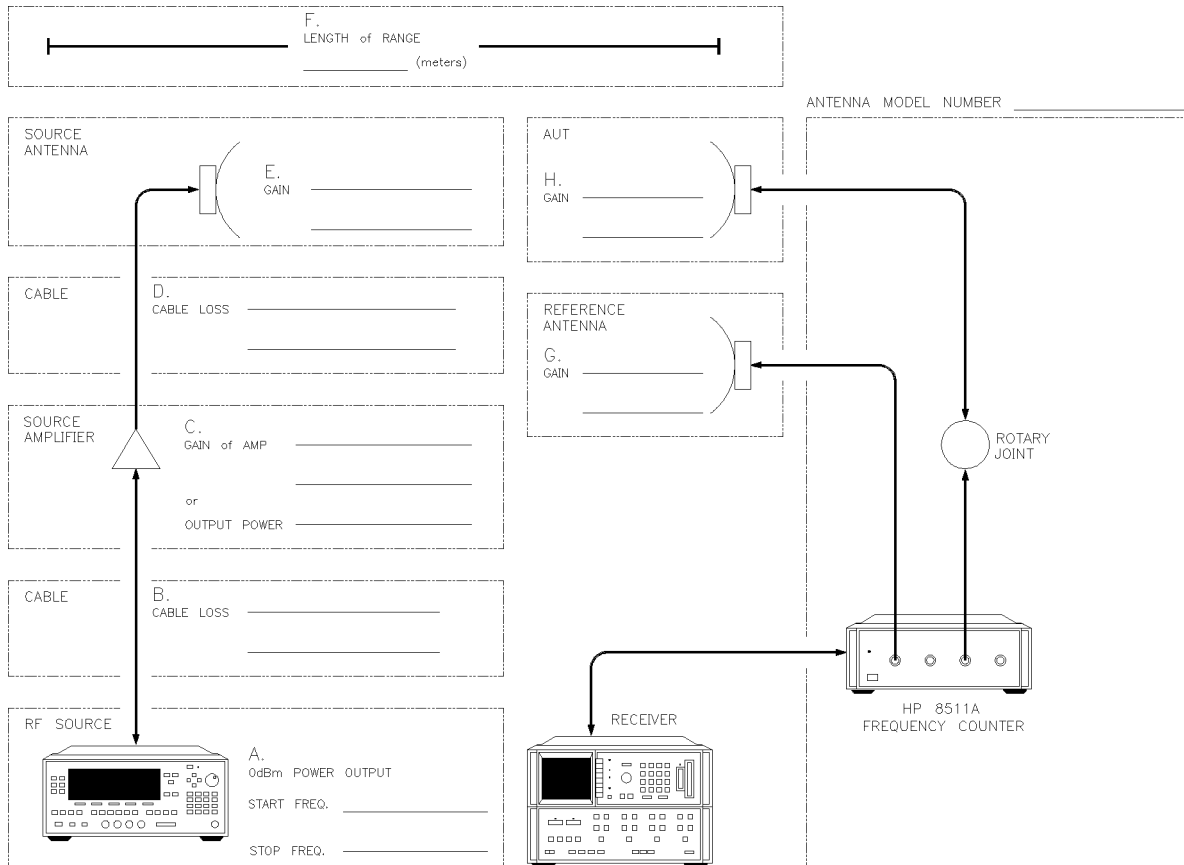 F.
LENGTH of RANGE
(meters)
ANTENNA MODEL NUMBER
SOURCE
ANTENNA
E.
GAIN
AUT
H.
GAIN
CABLE
D.
CABLE LOSS
REFERENCE
ANTENNA
G.
GAIN
SOURCE
AMPLIFIER
C.
GAIN of AMP
or
OUTPUT POWER
ROTARY
JOINT
CABLE
B.
CABLE LOSS
HP 8511A
FREQUENCY COUNTER
RF SOURCE
A.
0dBm POWER OUTPUT
START FREQ.
STOP FREQ.
RECEIVER